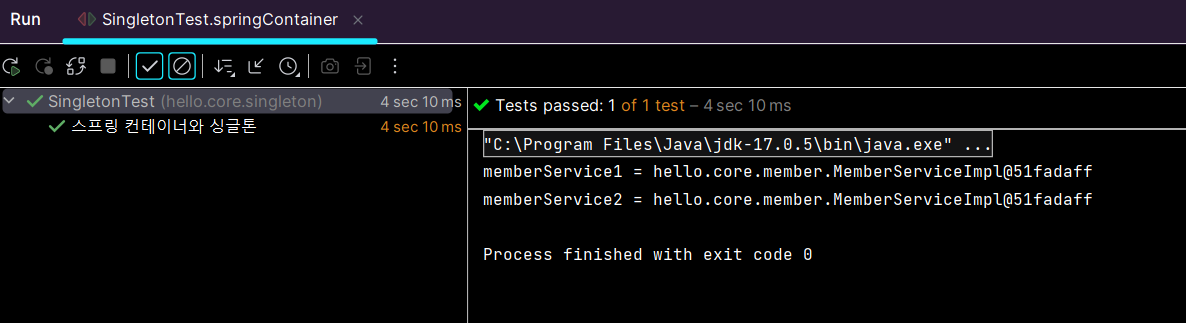 Run SingletonTest.springContainer
SingletonTest (hello.core.singleton) 4 sec 10 ms
스프링 컨테이너와 싱글톤 4 sec 10 ms
Tests passed: 1 of 1 test – 4 sec 10 ms
"C:\Program Files\Java\jdk-17.0.5\bin\java.exe" ...
memberService1 = hello.core.member.MemberServiceImpl@51fadaff
memberService2 = hello.core.member.MemberServiceImpl@51fadaff
Process finished with exit code 0